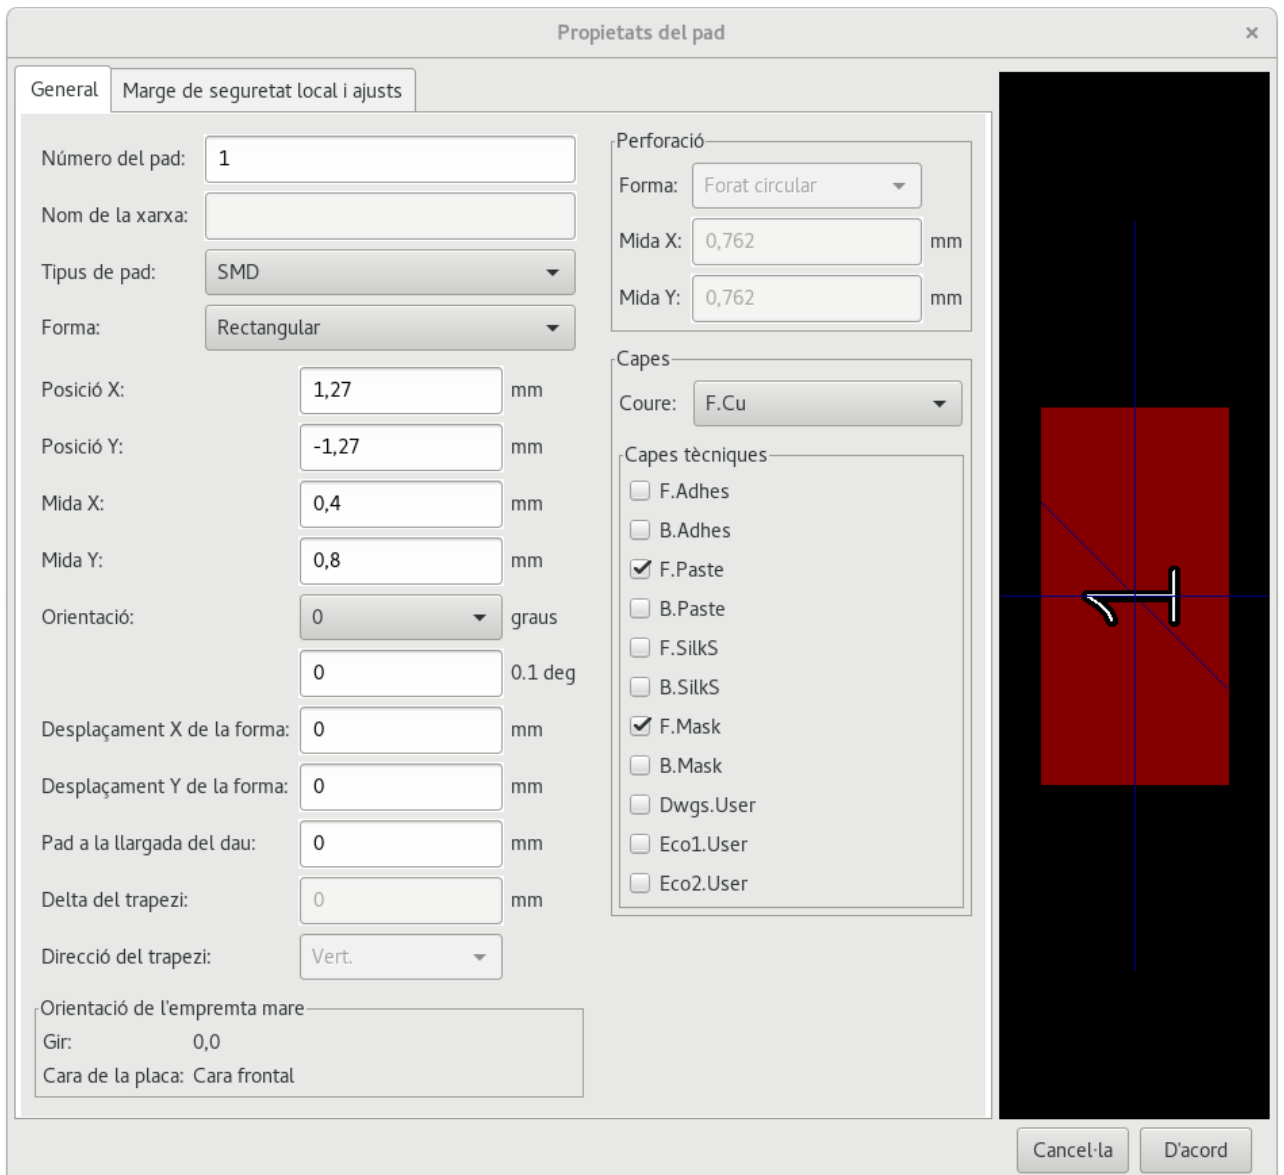 Propietats del pad
General
Marge de seguretat local i ajusts
Número del pad: 1
Nom de la xarxa:
Tipus de pad: SMD
Forma: Rectangular
Posició X: 1,27 mm
Posició Y: -1,27 mm
Mida X: 0,4 mm
Mida Y: 0,8 mm
Orientació: 0 graus
0 0.1 deg
Desplaçament X de la forma: 0 mm
Desplaçament Y de la forma: 0 mm
Pad a la llargada del dau: 0 mm
Delta del trapezi: 0 mm
Direcció del trapezi: Vert.
Orientació de l'empremta mare
Gir: 0,0
Cara de la placa: Cara frontal
Perforació
Forma: Forat circular
Mida X: 0,762 mm
Mida Y: 0,762 mm
Capes
Coure: F.Cu
Capes tècniques
F.Adhes
B.Adhes
F.Paste
B.Paste
F.SilkS
B.SilkS
F.Mask
B.Mask
Dwgs.User
Eco1.User
Eco2.User
1
Cancel·la
D'acord